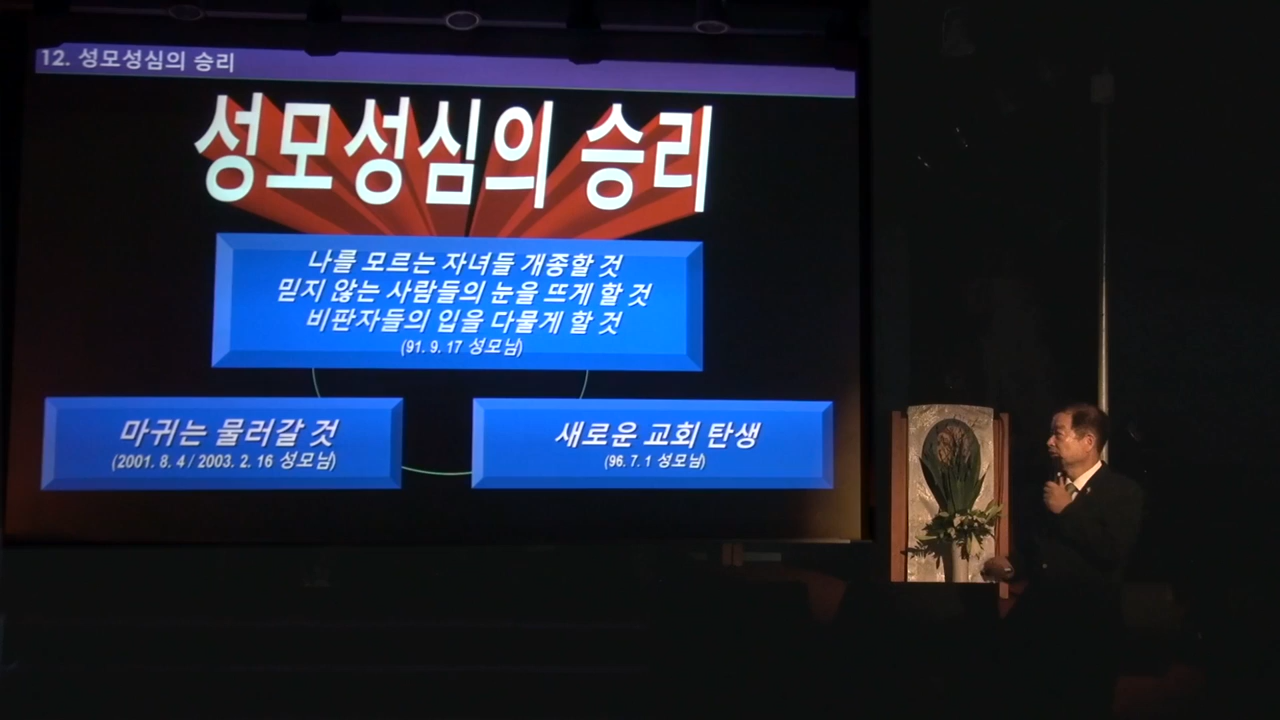 12. 성모성심의 승리
성모성심의 승리
나를 모르는 자녀들 개종할 것
믿지 않는 사람들의 눈을 뜨게 할 것
비판자들의 입을 다물게 할 것
(91. 9. 17 성모님)
마귀는 물러갈 것
(2001. 8. 4 / 2003. 2. 16 성모님)
새로운 교회 탄생
(96. 7. 1 성모님)